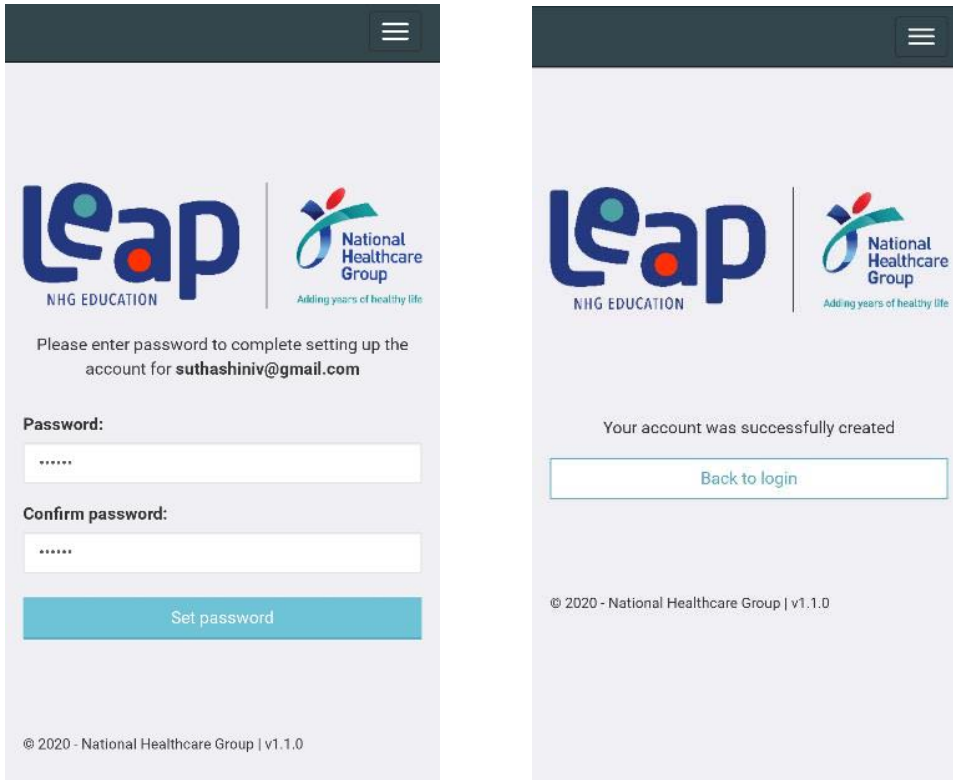 Leap
NHG EDUCATION
National
Healthcare
Group
Adding years of healthy life
Please enter password to complete setting up the
account for suthashiniv@gmail.com
Password:
••••••
Confirm password:
••••••
Set password
© 2020 - National Healthcare Group | v1.1.0
Leap
NHG EDUCATION
National
Healthcare
Group
Adding years of healthy life
Your account was successfully created
Back to login
© 2020 - National Healthcare Group | v1.1.0